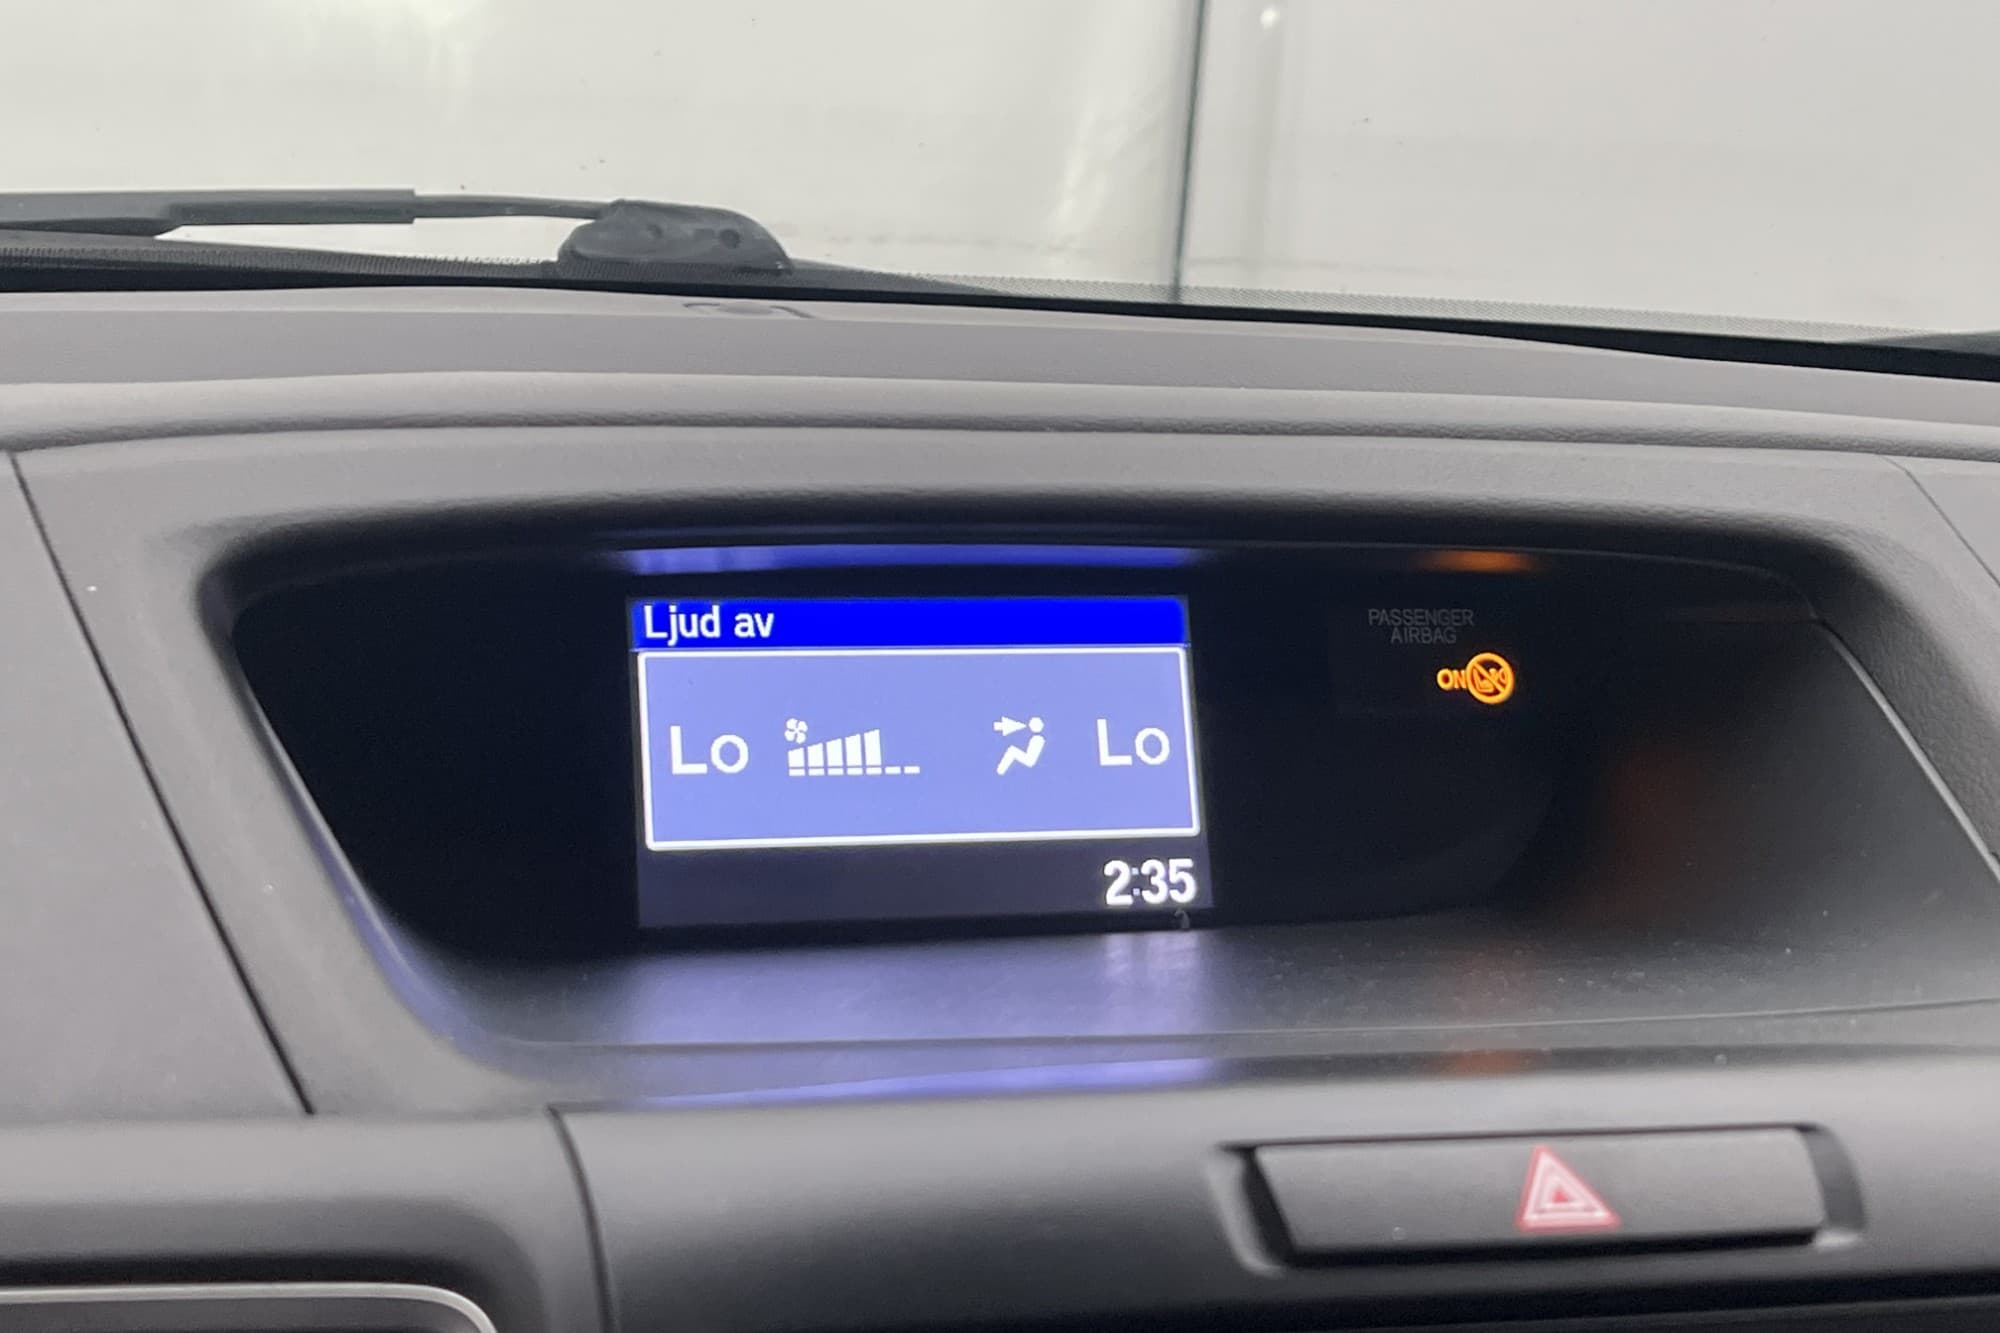 Ljud av
PASSENGER
AIRBAG
ON
Lo Lo
2:35